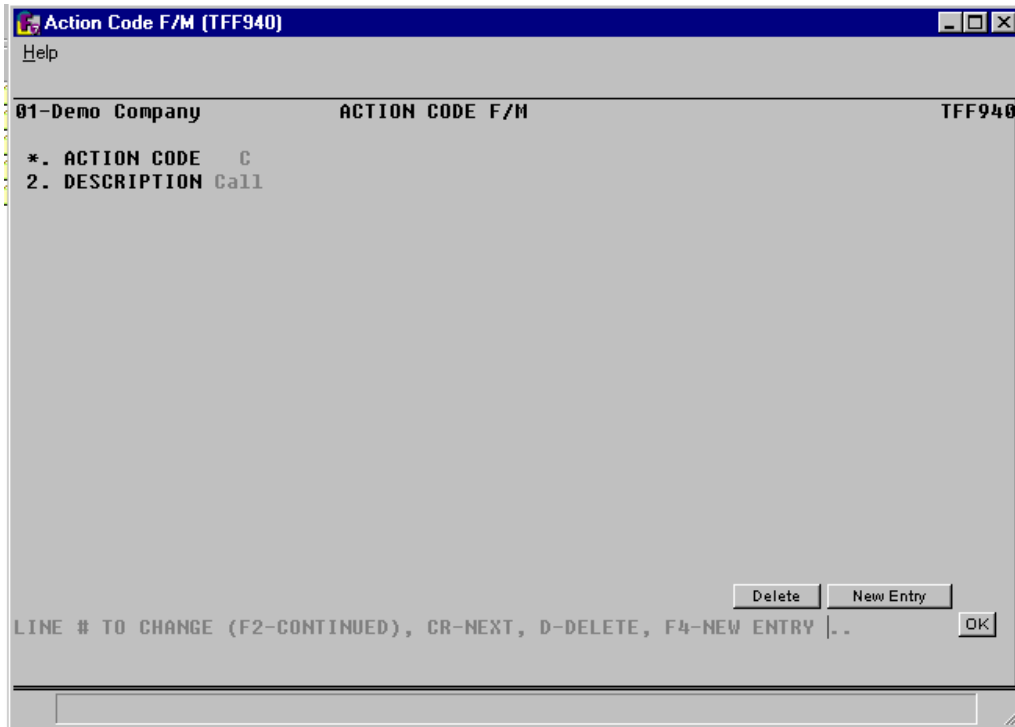 Action Code F/M (TFF940)
Help
01-Demo Company ACTION CODE F/M TFF940
*. ACTION CODE C
2. DESCRIPTION Call
Delete New Entry
LINE # TO CHANGE (F2-CONTINUED), CR-NEXT, D-DELETE, F4-NEW ENTRY .. OK